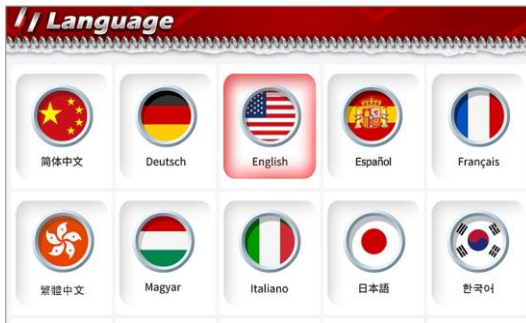 Language
简体中文
Deutsch
English
Español
Français
繁體中文
Magyar
Italiano
日本語
한국어